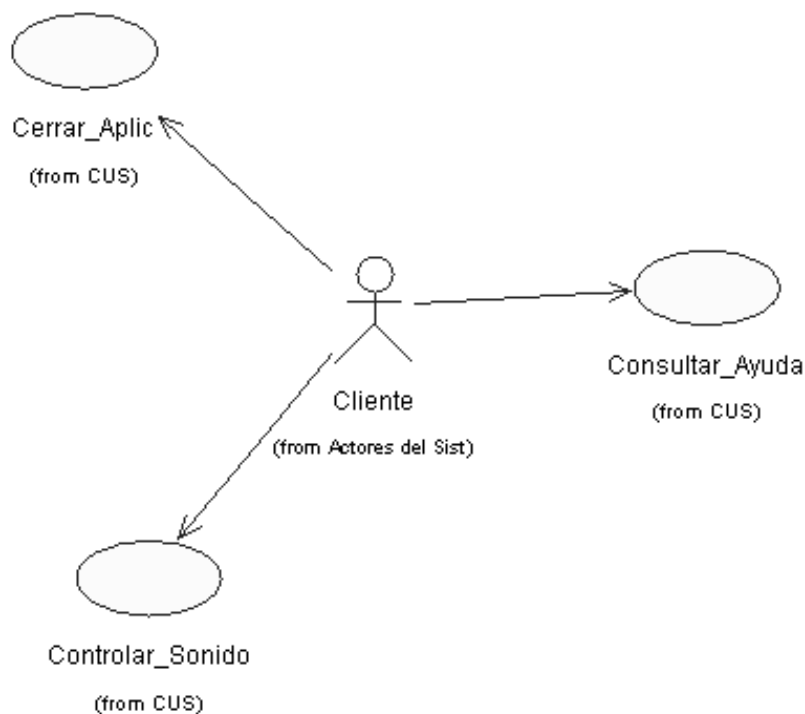 Cerrar_Aplic
(from CUS)
Consultar_Ayuda
(from CUS)
Cliente
(from Actores del Sist)
Controlar_Sonido
(from CUS)